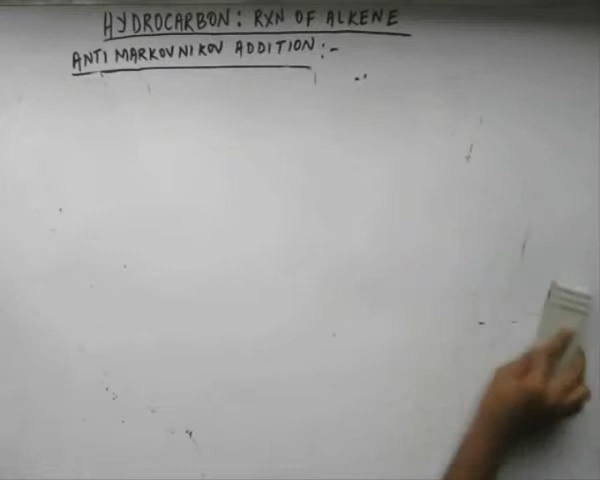 HYDROCARBON: RXN OF ALKENE
ANTI MARKOVNIKOV ADDITION:-